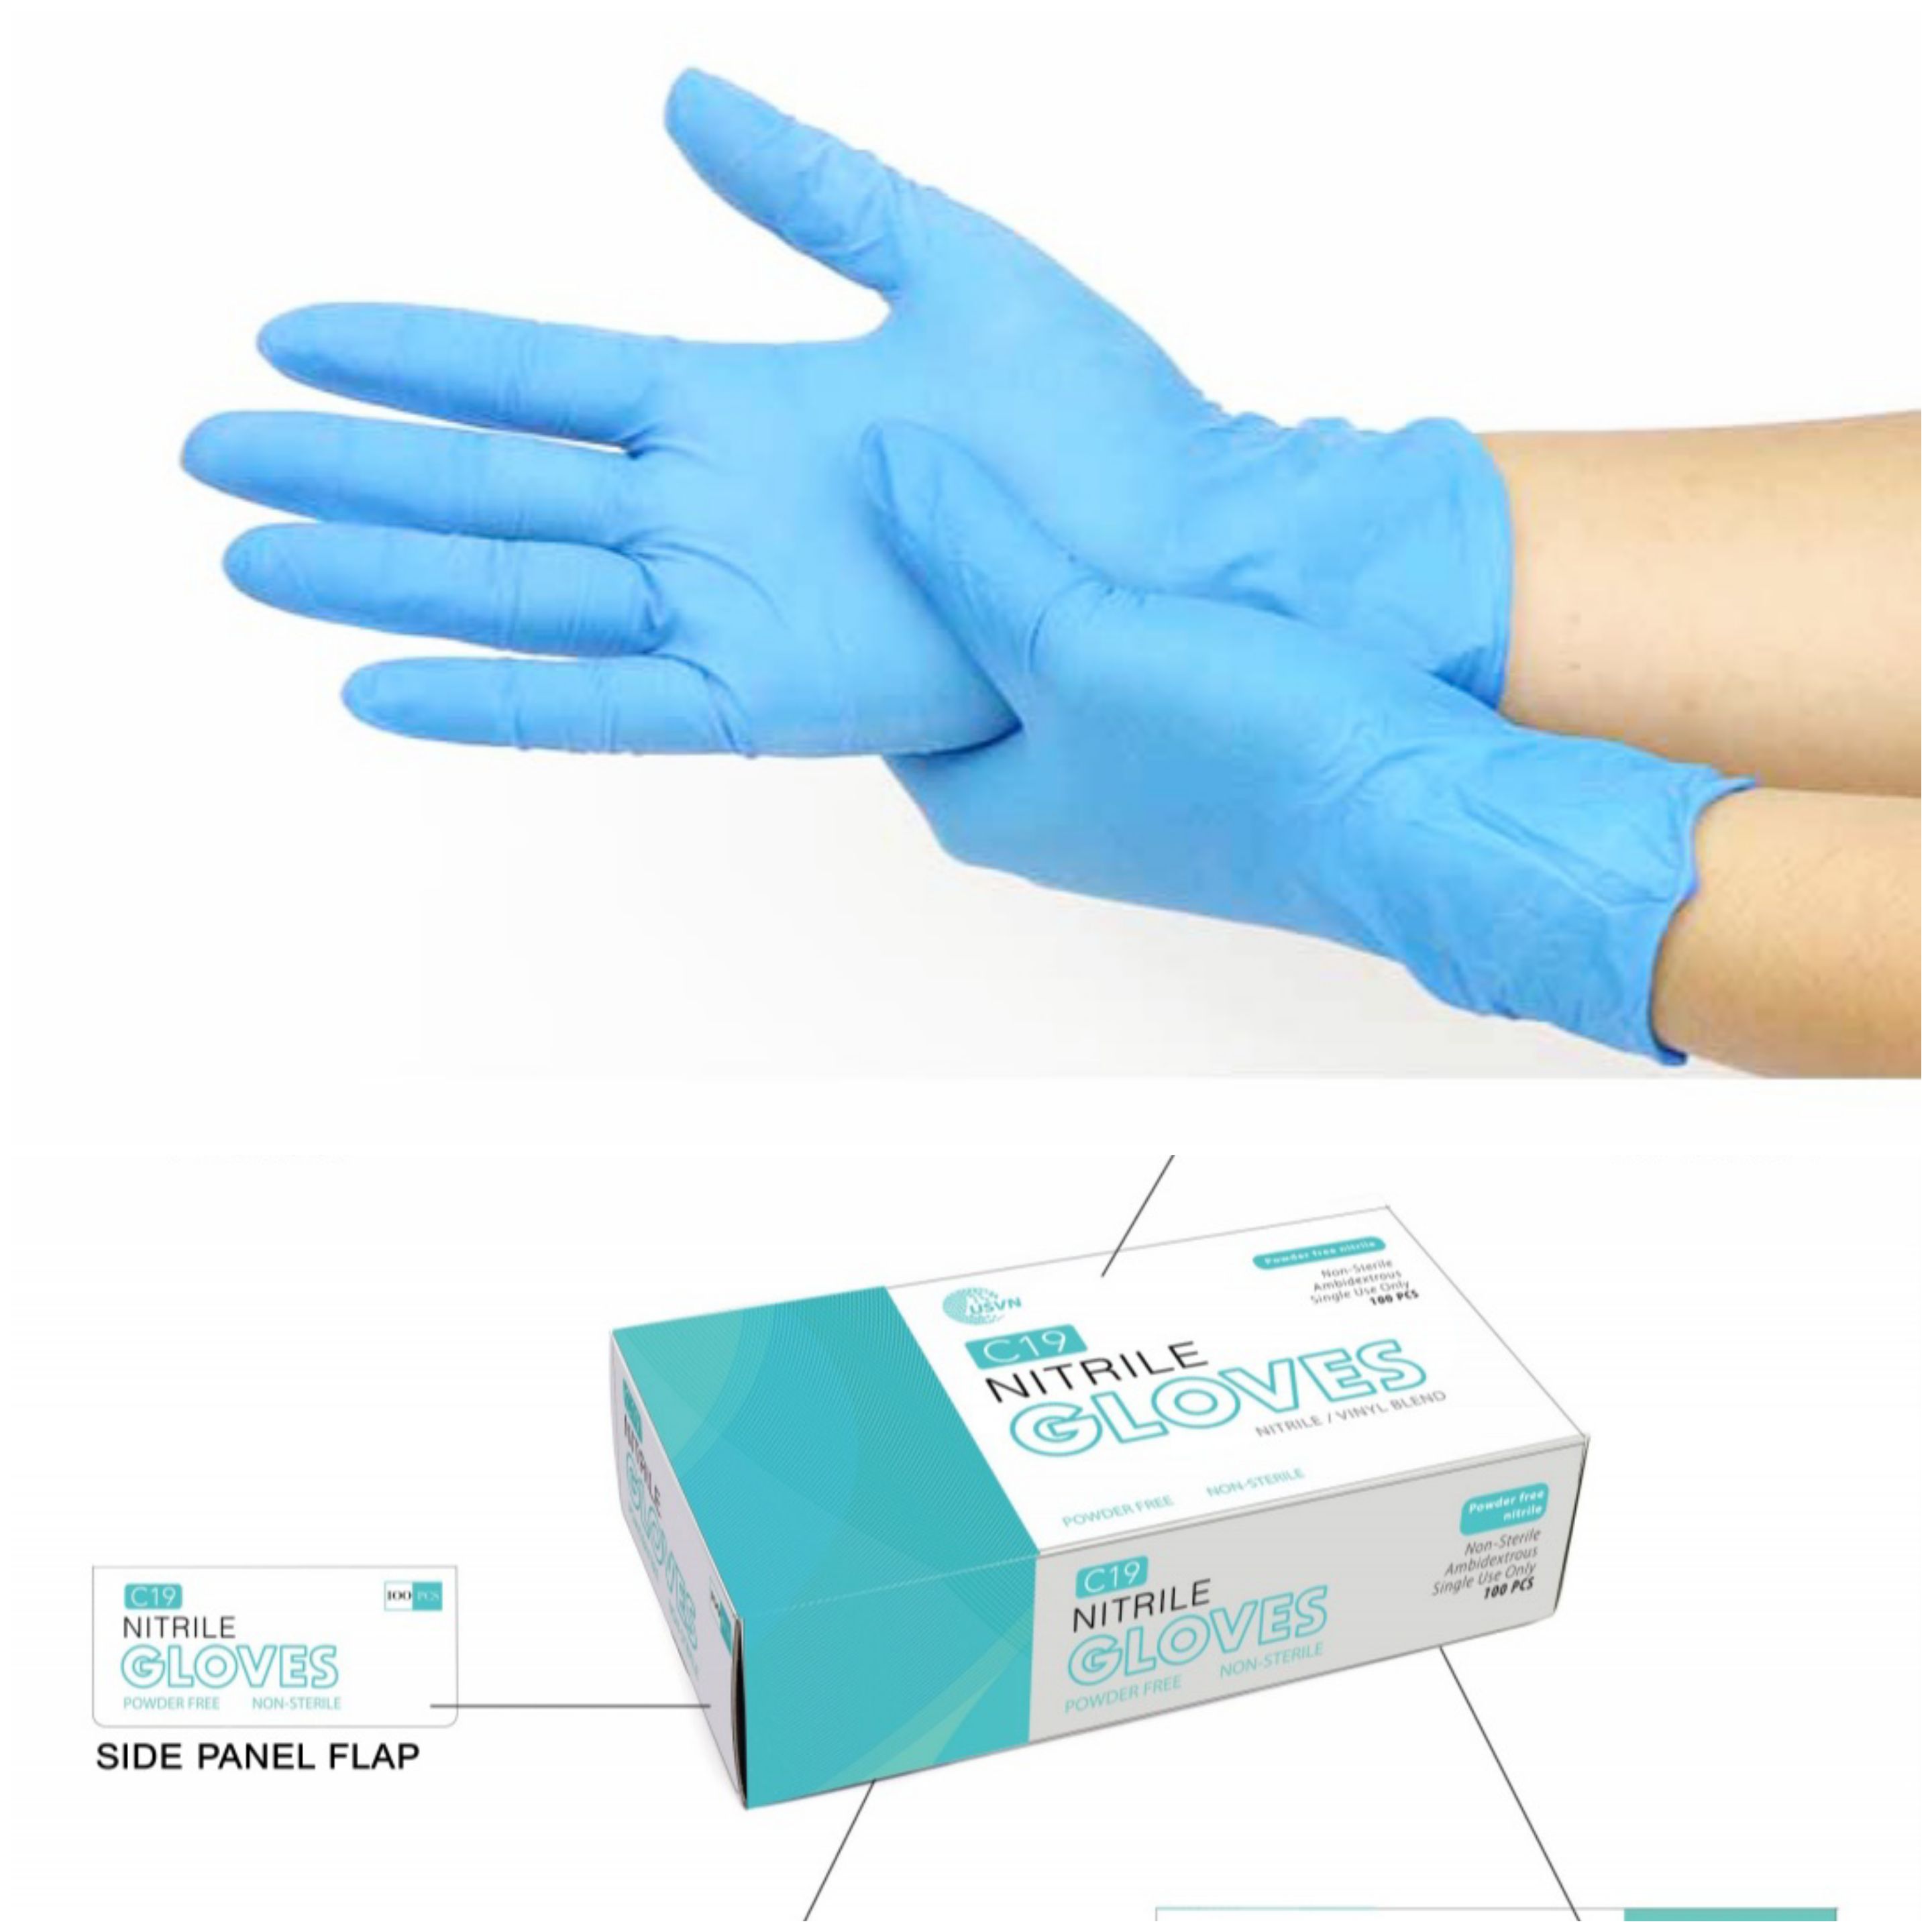 USVN
C19
NITRILE
GLOVES
NITRILE / VINYL BLEND
POWDER FREE NON-STERILE
Powder free nitrile
Non-Sterile
Ambidextrous
Single Use Only
100 PCS
C19
NITRILE
GLOVES
POWDER FREE NON-STERILE
Powder free
nitrile
Non-Sterile
Ambidextrous
Single Use Only
100 PCS
NITRILE
GLOVES
C19
100 PCS
NITRILE
GLOVES
POWDER FREE NON-STERILE
SIDE PANEL FLAP